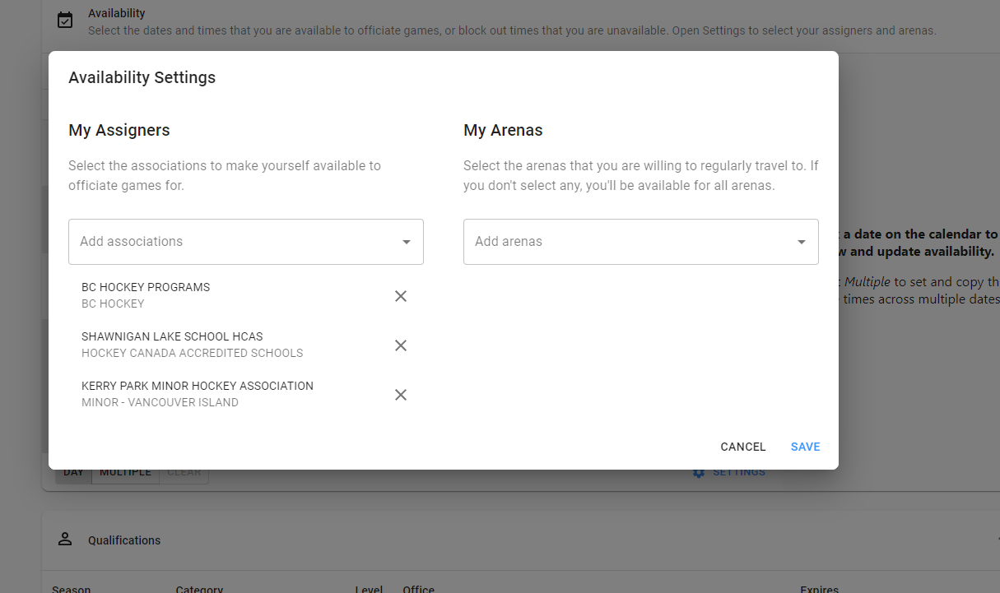 Availability
Select the dates and times that you are available to officiate games, or block out times that you are unavailable. Open Settings to select your assigners and arenas.
Availability Settings
My Assigners
Select the associations to make yourself available to
officiate games for.
Add associations
BC HOCKEY PROGRAMS
BC HOCKEY
SHAWNIGAN LAKE SCHOOL HCAS
HOCKEY CANADA ACCREDITED SCHOOLS
KERRY PARK MINOR HOCKEY ASSOCIATION
MINOR - VANCOUVER ISLAND
My Arenas
Select the arenas that you are willing to regularly travel to. If
you don't select any, you'll be available for all arenas.
Add arenas
CANCEL SAVE
a date on the calendar to
and update availability.
Multiple to set and copy th
times across multiple dates
DAY MULTIPLE CLEAR SETTINGS
Qualifications
Season Category Level Office Expires